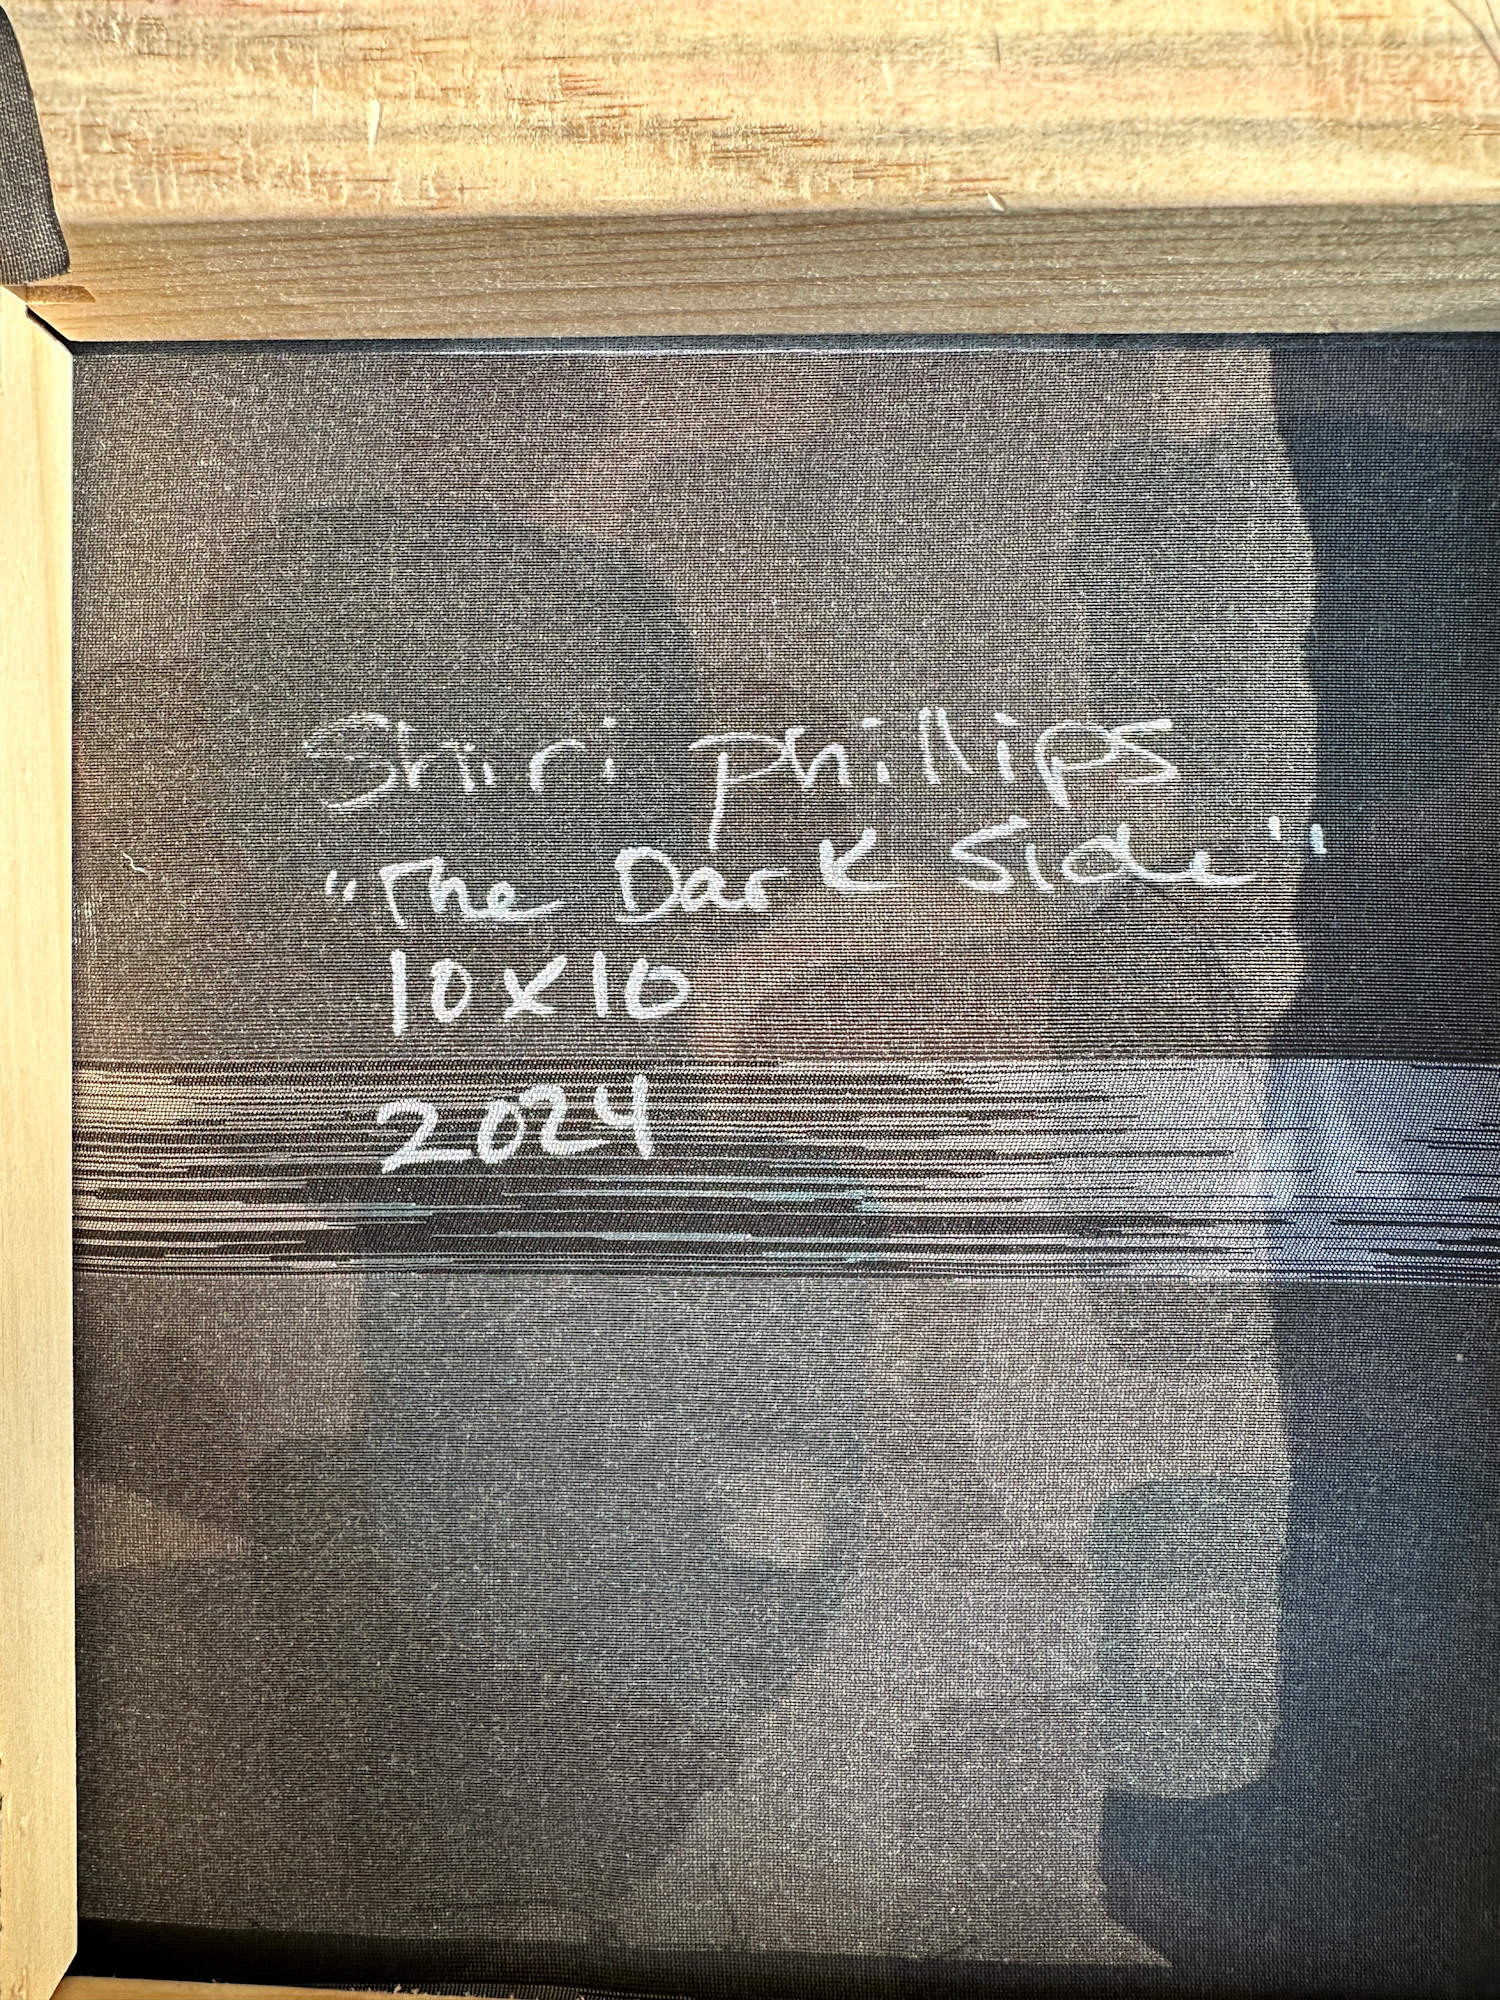 Shiri Phillips
"The Dark Side"
10x10
2024